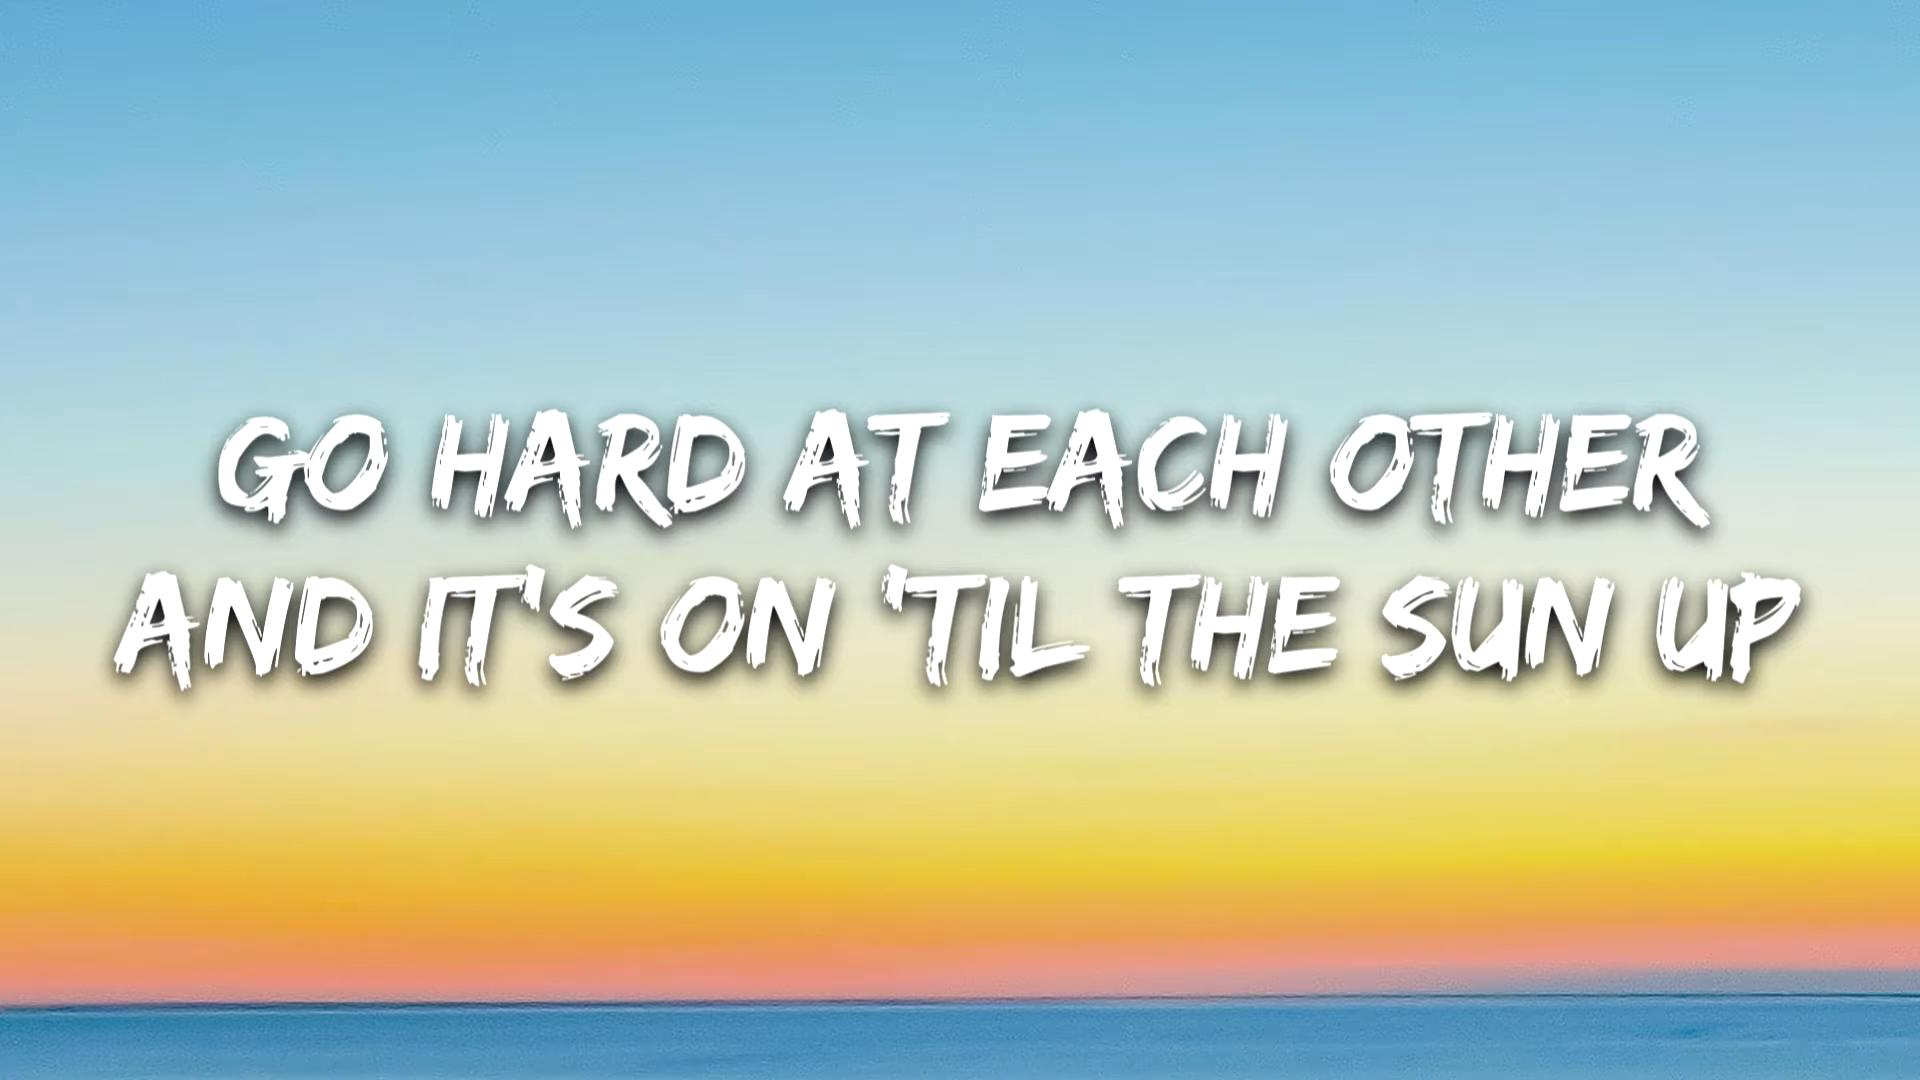 GO HARD AT EACH OTHER
AND IT'S ON 'TIL THE SUN UP